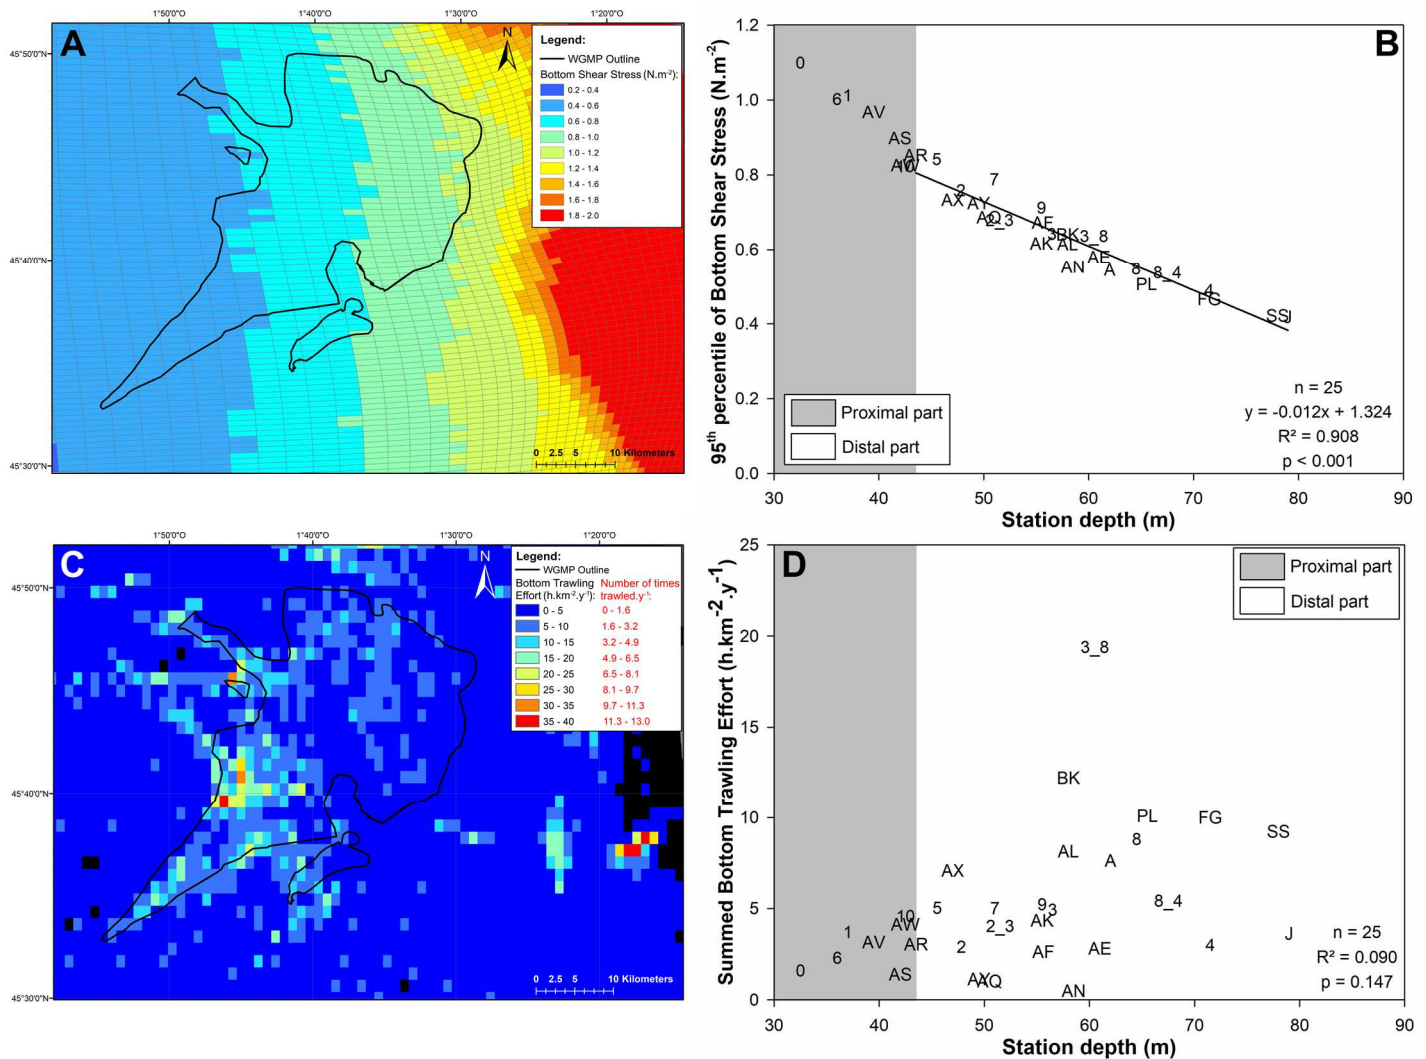 A
1°50'0"O
1°40'0"O
1°30'0"O
1°20'0"O
45°50'0"N
45°40'0"N
45°30'0"N
N
Legend:
WGMP Outline
Bottom Shear Stress (N.m-2):
0.2 - 0.4
0.4 - 0.6
0.6 - 0.8
0.8 - 1.0
1.0 - 1.2
1.2 - 1.4
1.4 - 1.6
1.6 - 1.8
1.8 - 2.0
0 2.5 5 10 Kilometers
B
95th percentile of Bottom Shear Stress (N.m-2)
1.2
1.0
0.8
0.6
0.4
0.2
0.0
0
6
1
AV
AS
AR
AW
10
5
2
7
AX
AY
AQ
2_3
9
AF
3
BK
3_8
AK
AL
AE
AN
A
8
8_4
PL
4
FG
SS
J
Proximal part
Distal part
n = 25
y = -0.012x + 1.324
R² = 0.908
p < 0.001
30 40 50 60 70 80 90
Station depth (m)
C
1°50'0"O
1°40'0"O
1°30'0"O
1°20'0"O
45°50'0"N
45°40'0"N
45°30'0"N
N
Legend:
WGMP Outline
Bottom Trawling Number of times
Effort (h.km-2.y-1): trawled.y-1:
0 - 5 0 - 1.6
5 - 10 1.6 - 3.2
10 - 15 3.2 - 4.9
15 - 20 4.9 - 6.5
20 - 25 6.5 - 8.1
25 - 30 8.1 - 9.7
30 - 35 9.7 - 11.3
35 - 40 11.3 - 13.0
0 2.5 5 10 Kilometers
D
Summed Bottom Trawling Effort (h.km-2.y-1)
25
20
15
10
5
0
Proximal part
Distal part
3_8
BK
PL
FG
SS
8
AL
A
AX
8_4
5
7
9
3
10
AW
AK
2_3
1
AV
AR
2
AF
AE
4
J
6
0
AS
AY
AQ
AN
n = 25
R² = 0.090
p = 0.147
30 40 50 60 70 80 90
Station depth (m)